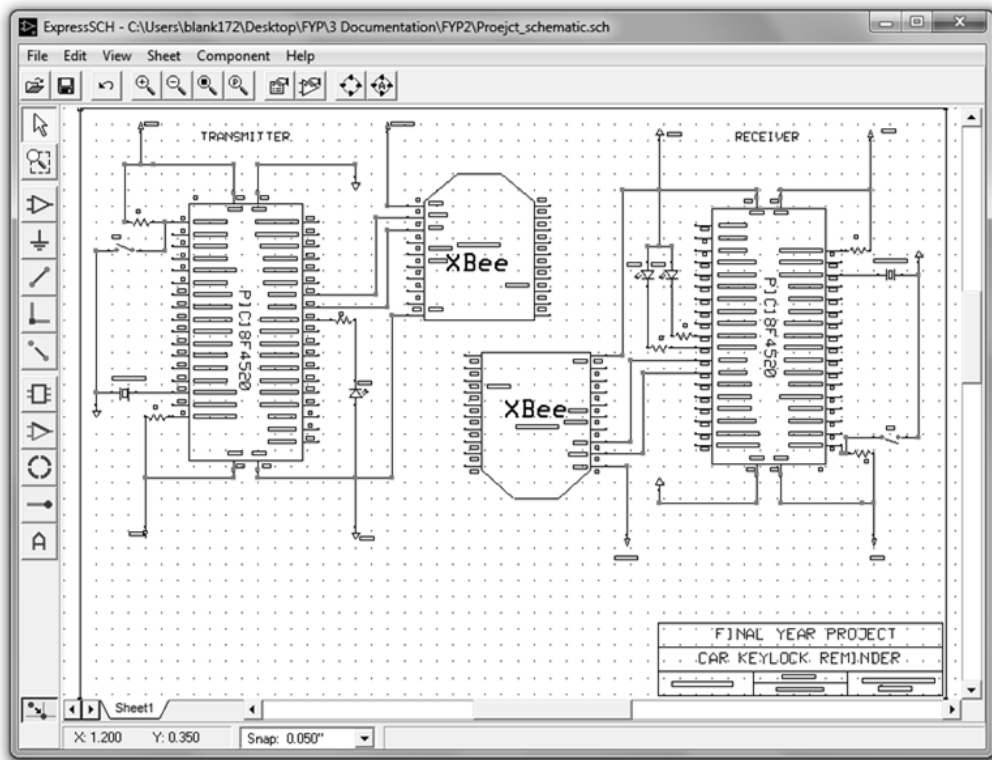 ExpressSCH - C:\Users\blank172\Desktop\FYP\3 Documentation\FYP2\Proejct_schematic.sch
File Edit View Sheet Component Help
TRANSMITTER.
RECEIVER
XBee
PIC18F4520
PIC18F4520
XBee
FINAL YEAR PROJECT
CAR KEYLOCK REMINDER
Sheet1
X: 1.200 Y: 0.350 Snap: 0.050"